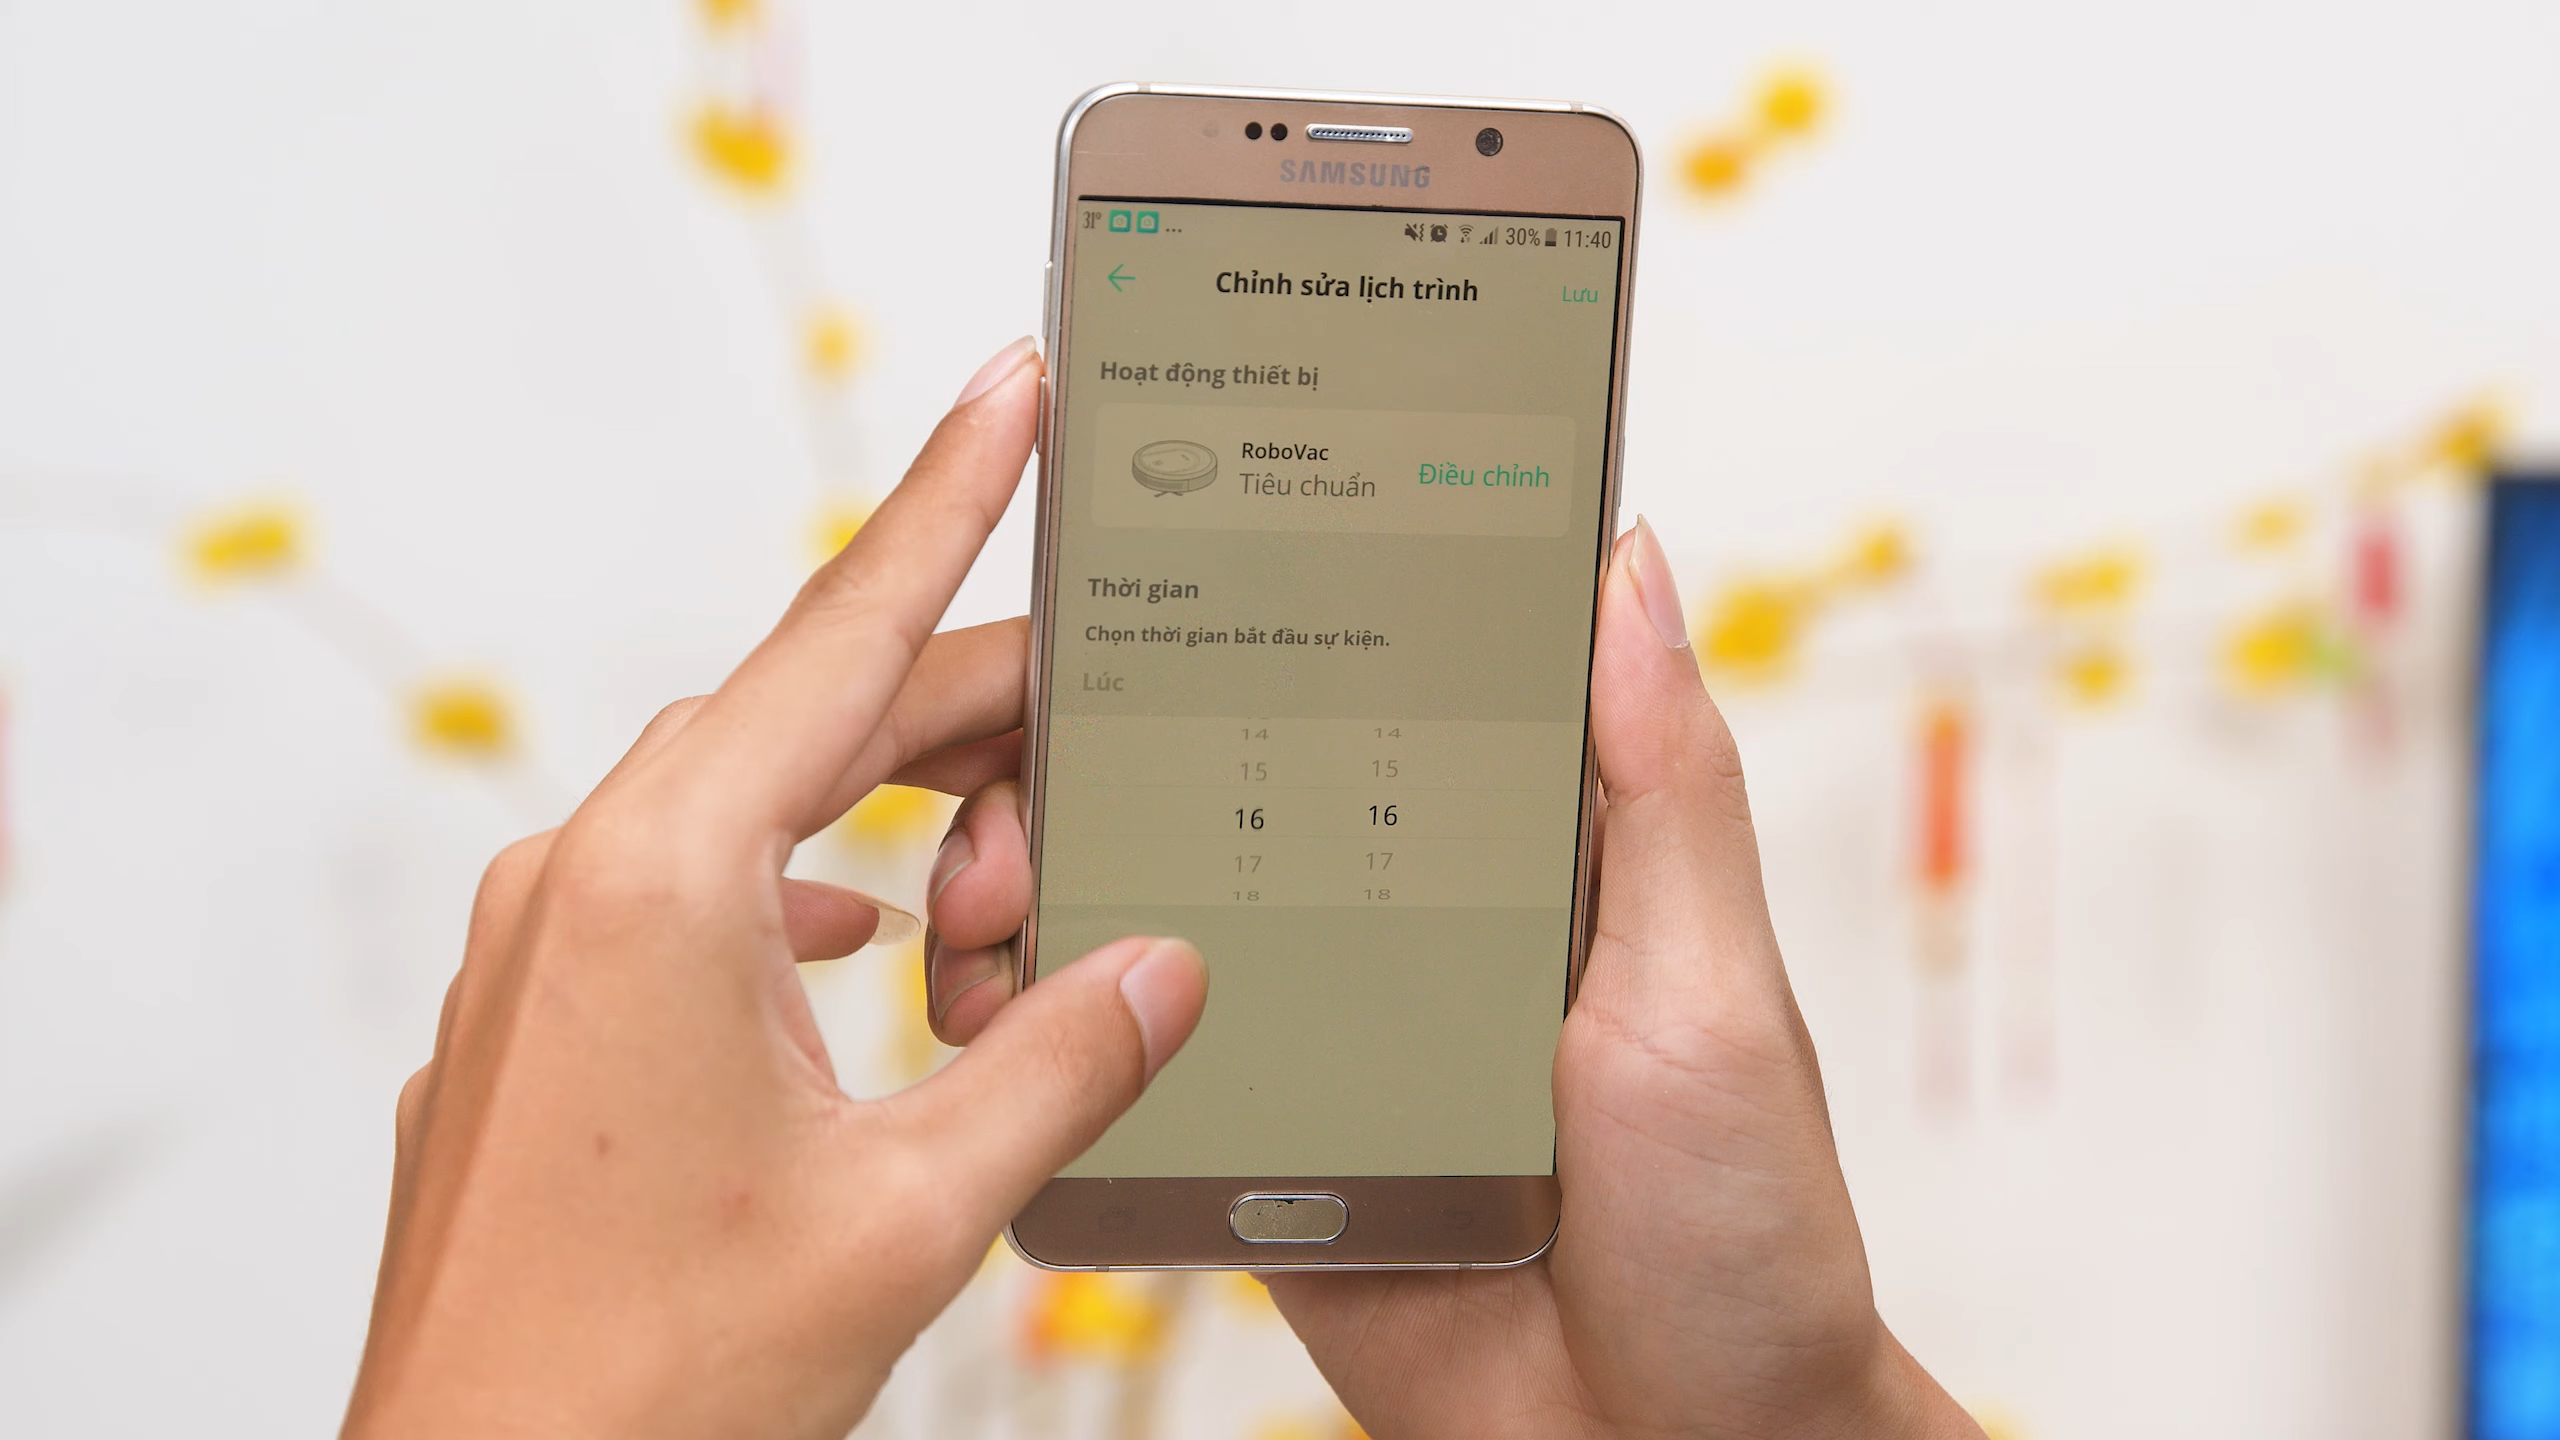 SAMSUNG
31° ... 30% 11:40
Chỉnh sửa lịch trình Lưu
Hoạt động thiết bị
RoboVac
Tiêu chuẩn Điều chỉnh
Thời gian
Chọn thời gian bắt đầu sự kiện.
Lúc
14 14
15 15
16 16
17 17
18 18